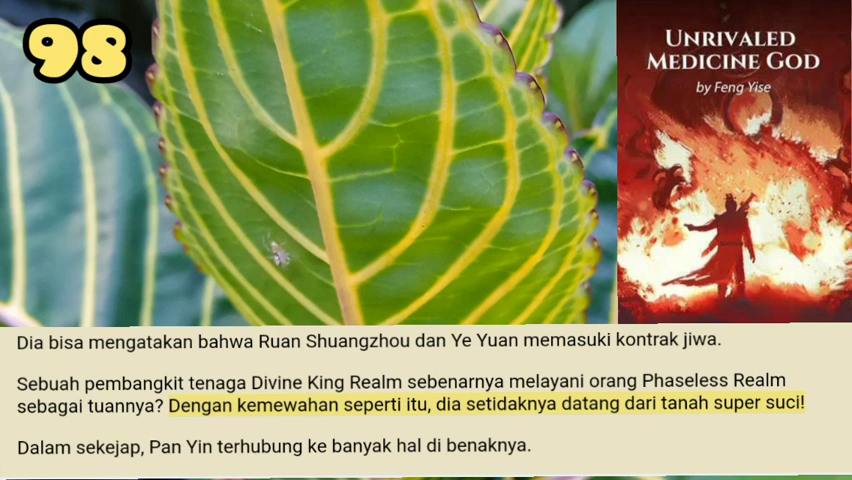 98
UNRIVALED
MEDICINE GOD
by Feng Yise
Dia bisa mengatakan bahwa Ruan Shuangzhou dan Ye Yuan memasuki kontrak jiwa.
Sebuah pembangkit tenaga Divine King Realm sebenarnya melayani orang Phaseless Realm
sebagai tuannya? Dengan kemewahan seperti itu, dia setidaknya datang dari tanah super suci!
Dalam sekejap, Pan Yin terhubung ke banyak hal di benaknya.